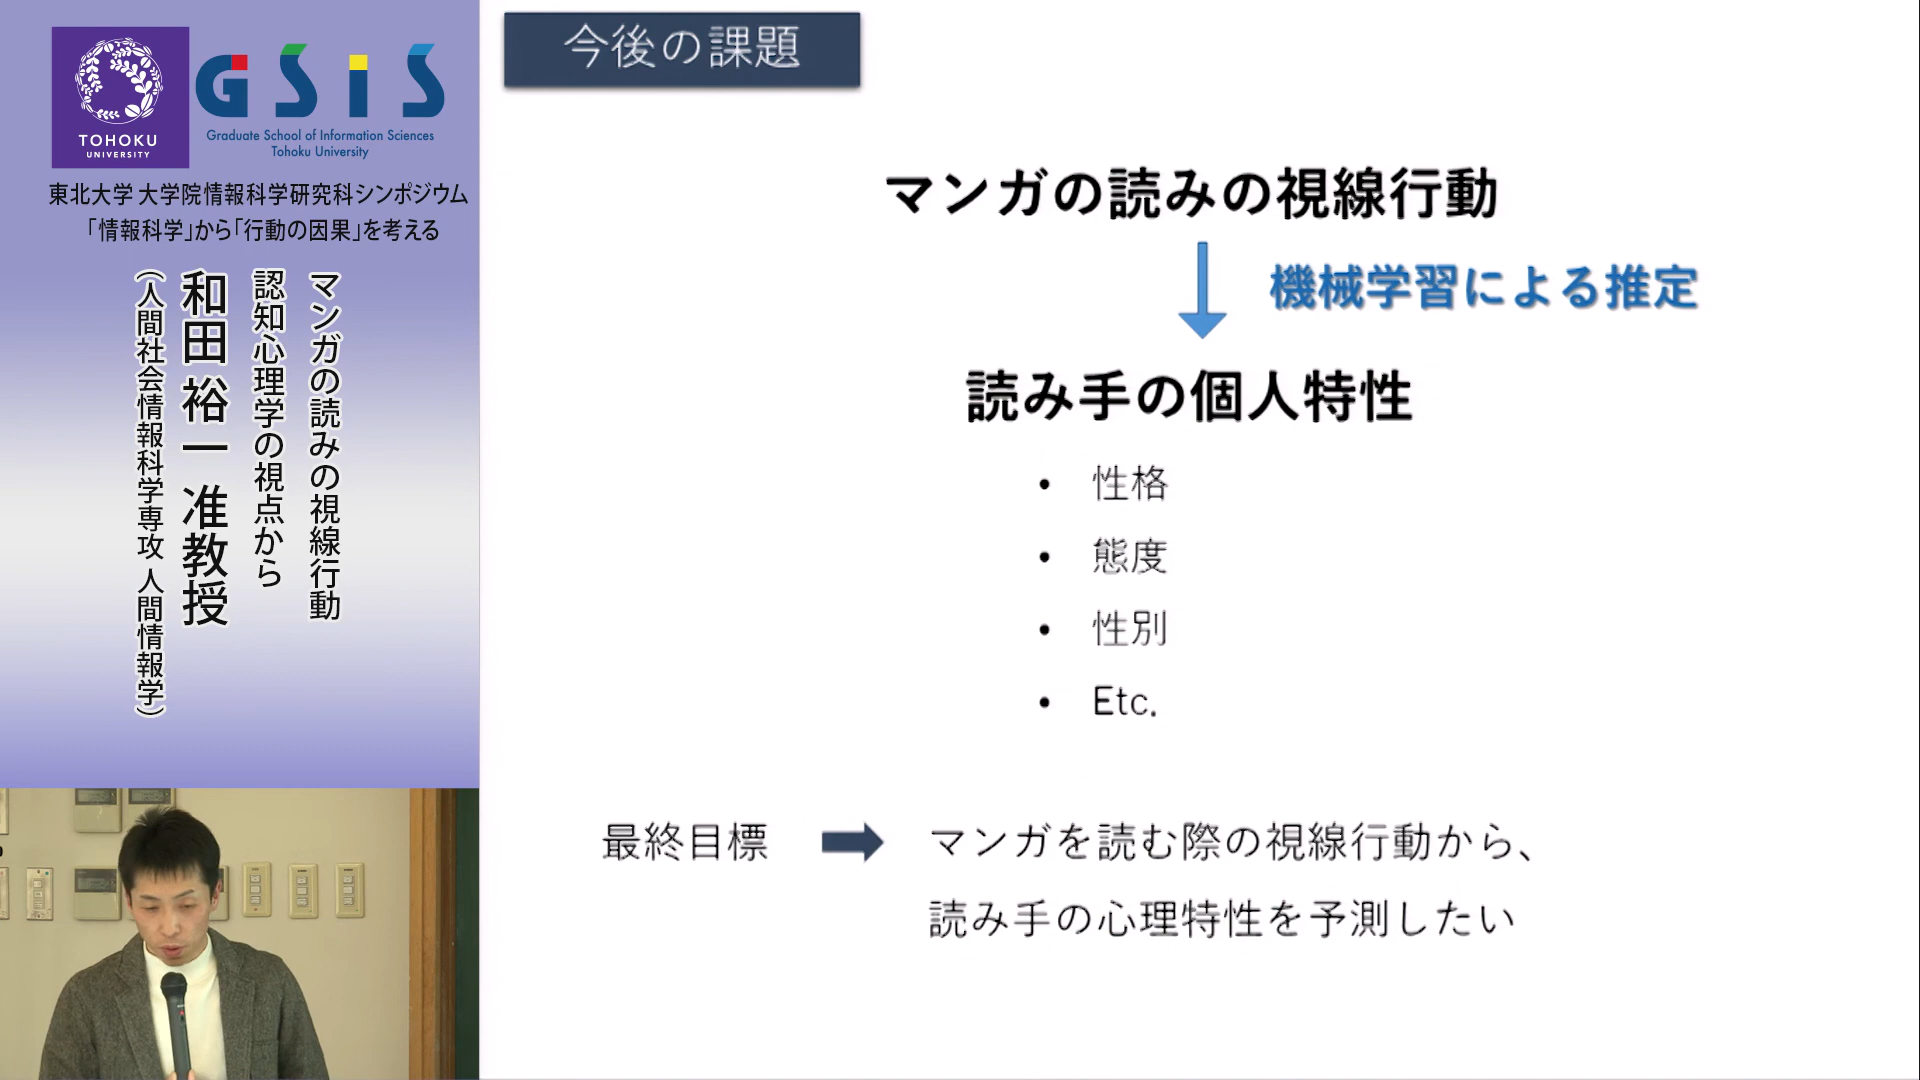 TOHOKU
UNIVERSITY
GSIS
Graduate School of Information Sciences
Tohoku University
東北大学 大学院情報科学研究科シンポジウム
「情報科学」から「行動の因果」を考える
マンガの読みの視線行動
認知心理学の視点から
和田 裕一 准教授
（人間社会情報科学専攻 人間情報学）
今後の課題
マンガの読みの視線行動
機械学習による推定
読み手の個人特性
• 性格
• 態度
• 性別
• Etc.
最終目標 ➡ マンガを読む際の視線行動から、
読み手の心理特性を予測したい